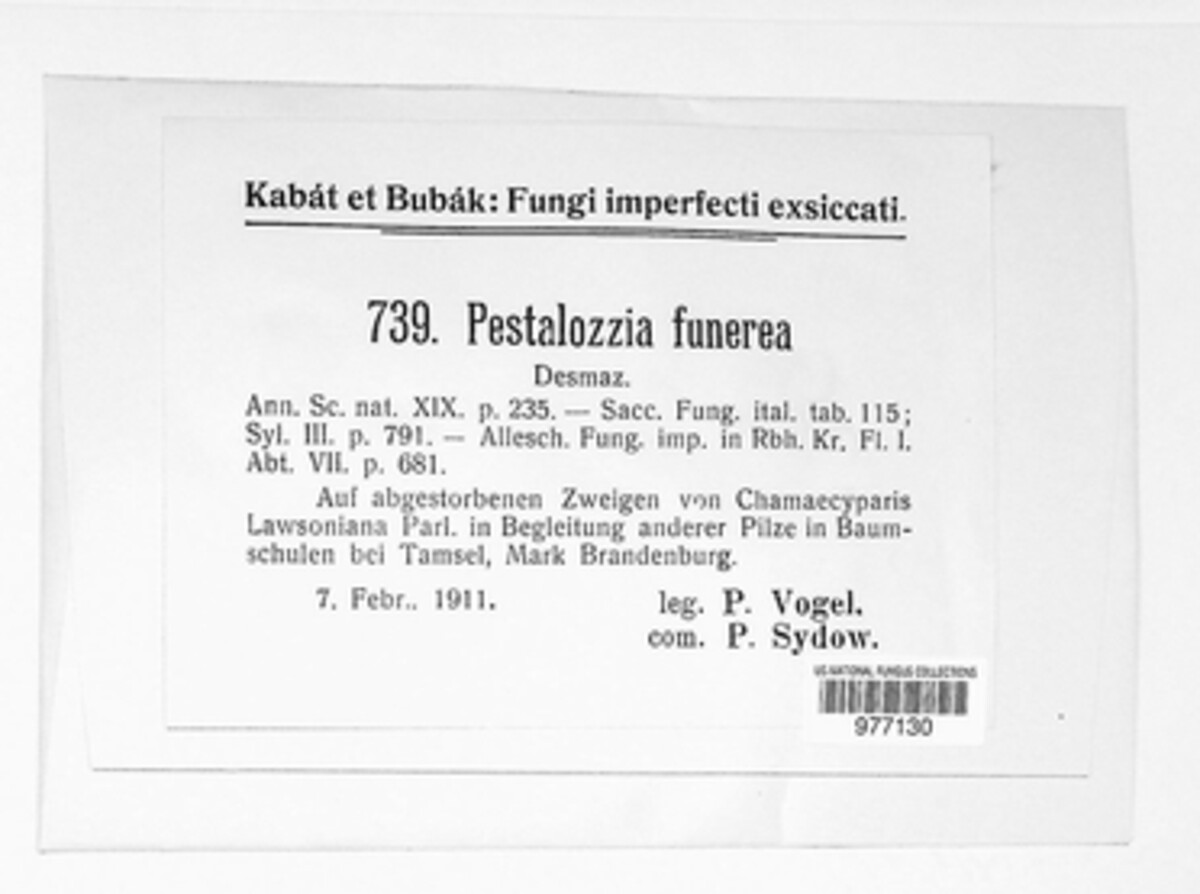 Kabát et Bubák: Fungi imperfecti exsiccati.
739. Pestalozzia funerea
Desmaz.
Ann. Sc. nat. XIX. p. 235. — Sacc. Fung. ital. tab. 115;
Syl. III. p. 791. — Allesch. Fung. imp. in Rbh. Kr. Fl. I.
Abt. VII. p. 681.
Auf abgestorbenen Zweigen von Chamaecyparis
Lawsoniana Parl. in Begleitung anderer Pilze in Baum-
schulen bei Tamsel, Mark Brandenburg.
7. Febr.. 1911.
leg. P. Vogel.
com. P. Sydow.
US NATIONAL FUNGUS COLLECTIONS
977130